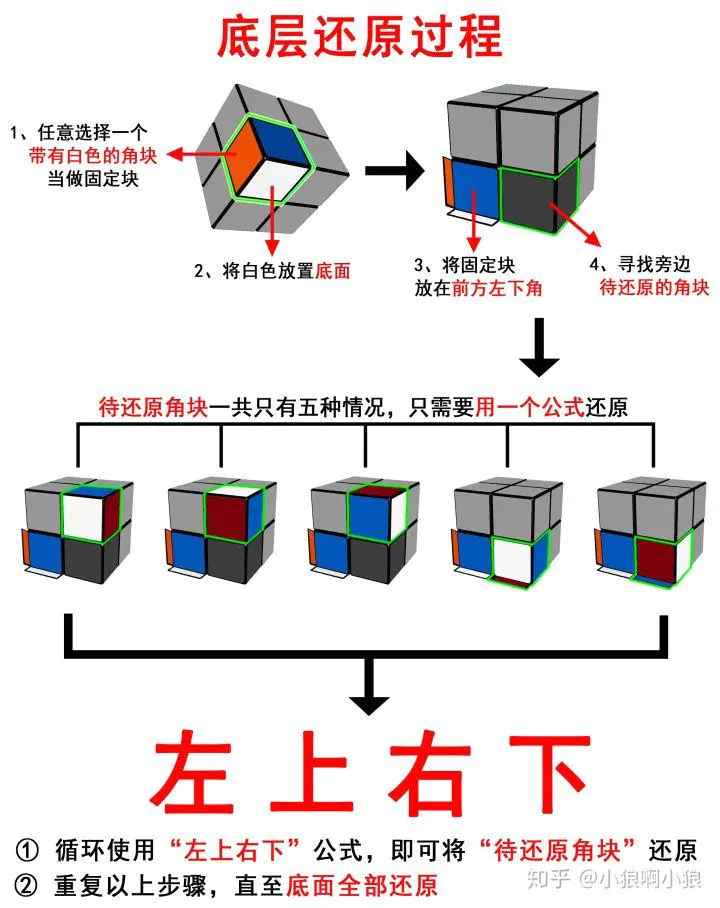 底层还原过程
1、任意选择一个
带有白色的角块
当做固定块
2、将白色放置底面
3、将固定块
放在前方左下角
4、寻找旁边
待还原的角块
待还原角块一共只有五种情况，只需要用一个公式还原
左上右下
① 循环使用“左上右下”公式，即可将“待还原角块”还原
② 重复以上步骤，直至底面全部还原
知乎 @小狼啊小狼